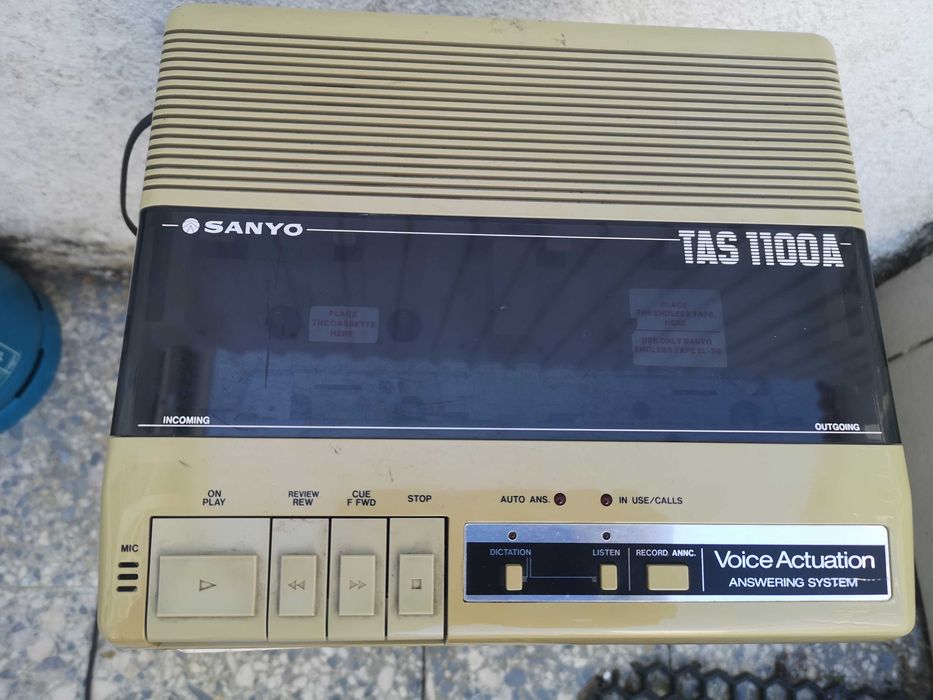 SANYO
TAS 1100A
PLACE
THE CASSETTE
HERE
PLACE
THE ENDLESS TAPE
HERE
USE ONLY SANYO
ENDLESS TAPE EL-30
INCOMING
OUTGOING
ON
PLAY
REVIEW
REW
CUE
F FWD
STOP
AUTO ANS.
IN USE/CALLS
MIC
DICTATION
LISTEN
RECORD ANNC.
Voice Actuation
ANSWERING SYSTEM